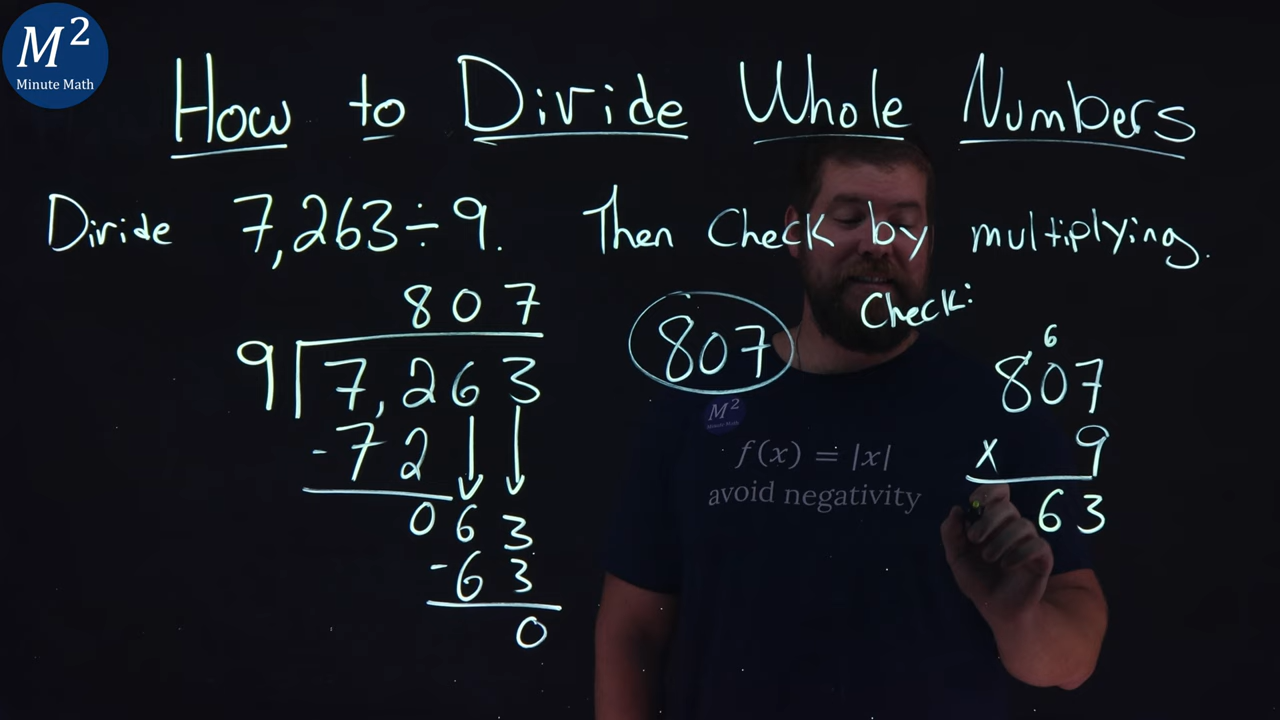 M²
Minute Math
How to Divide Whole Numbers
Divide 7,263÷9. Then Check by multiplying.
807
9 7,263
-72
063
-63
0
807
Check:
6
807
x 9
63
M²
Minute Math
f(x) = |x|
avoid negativity